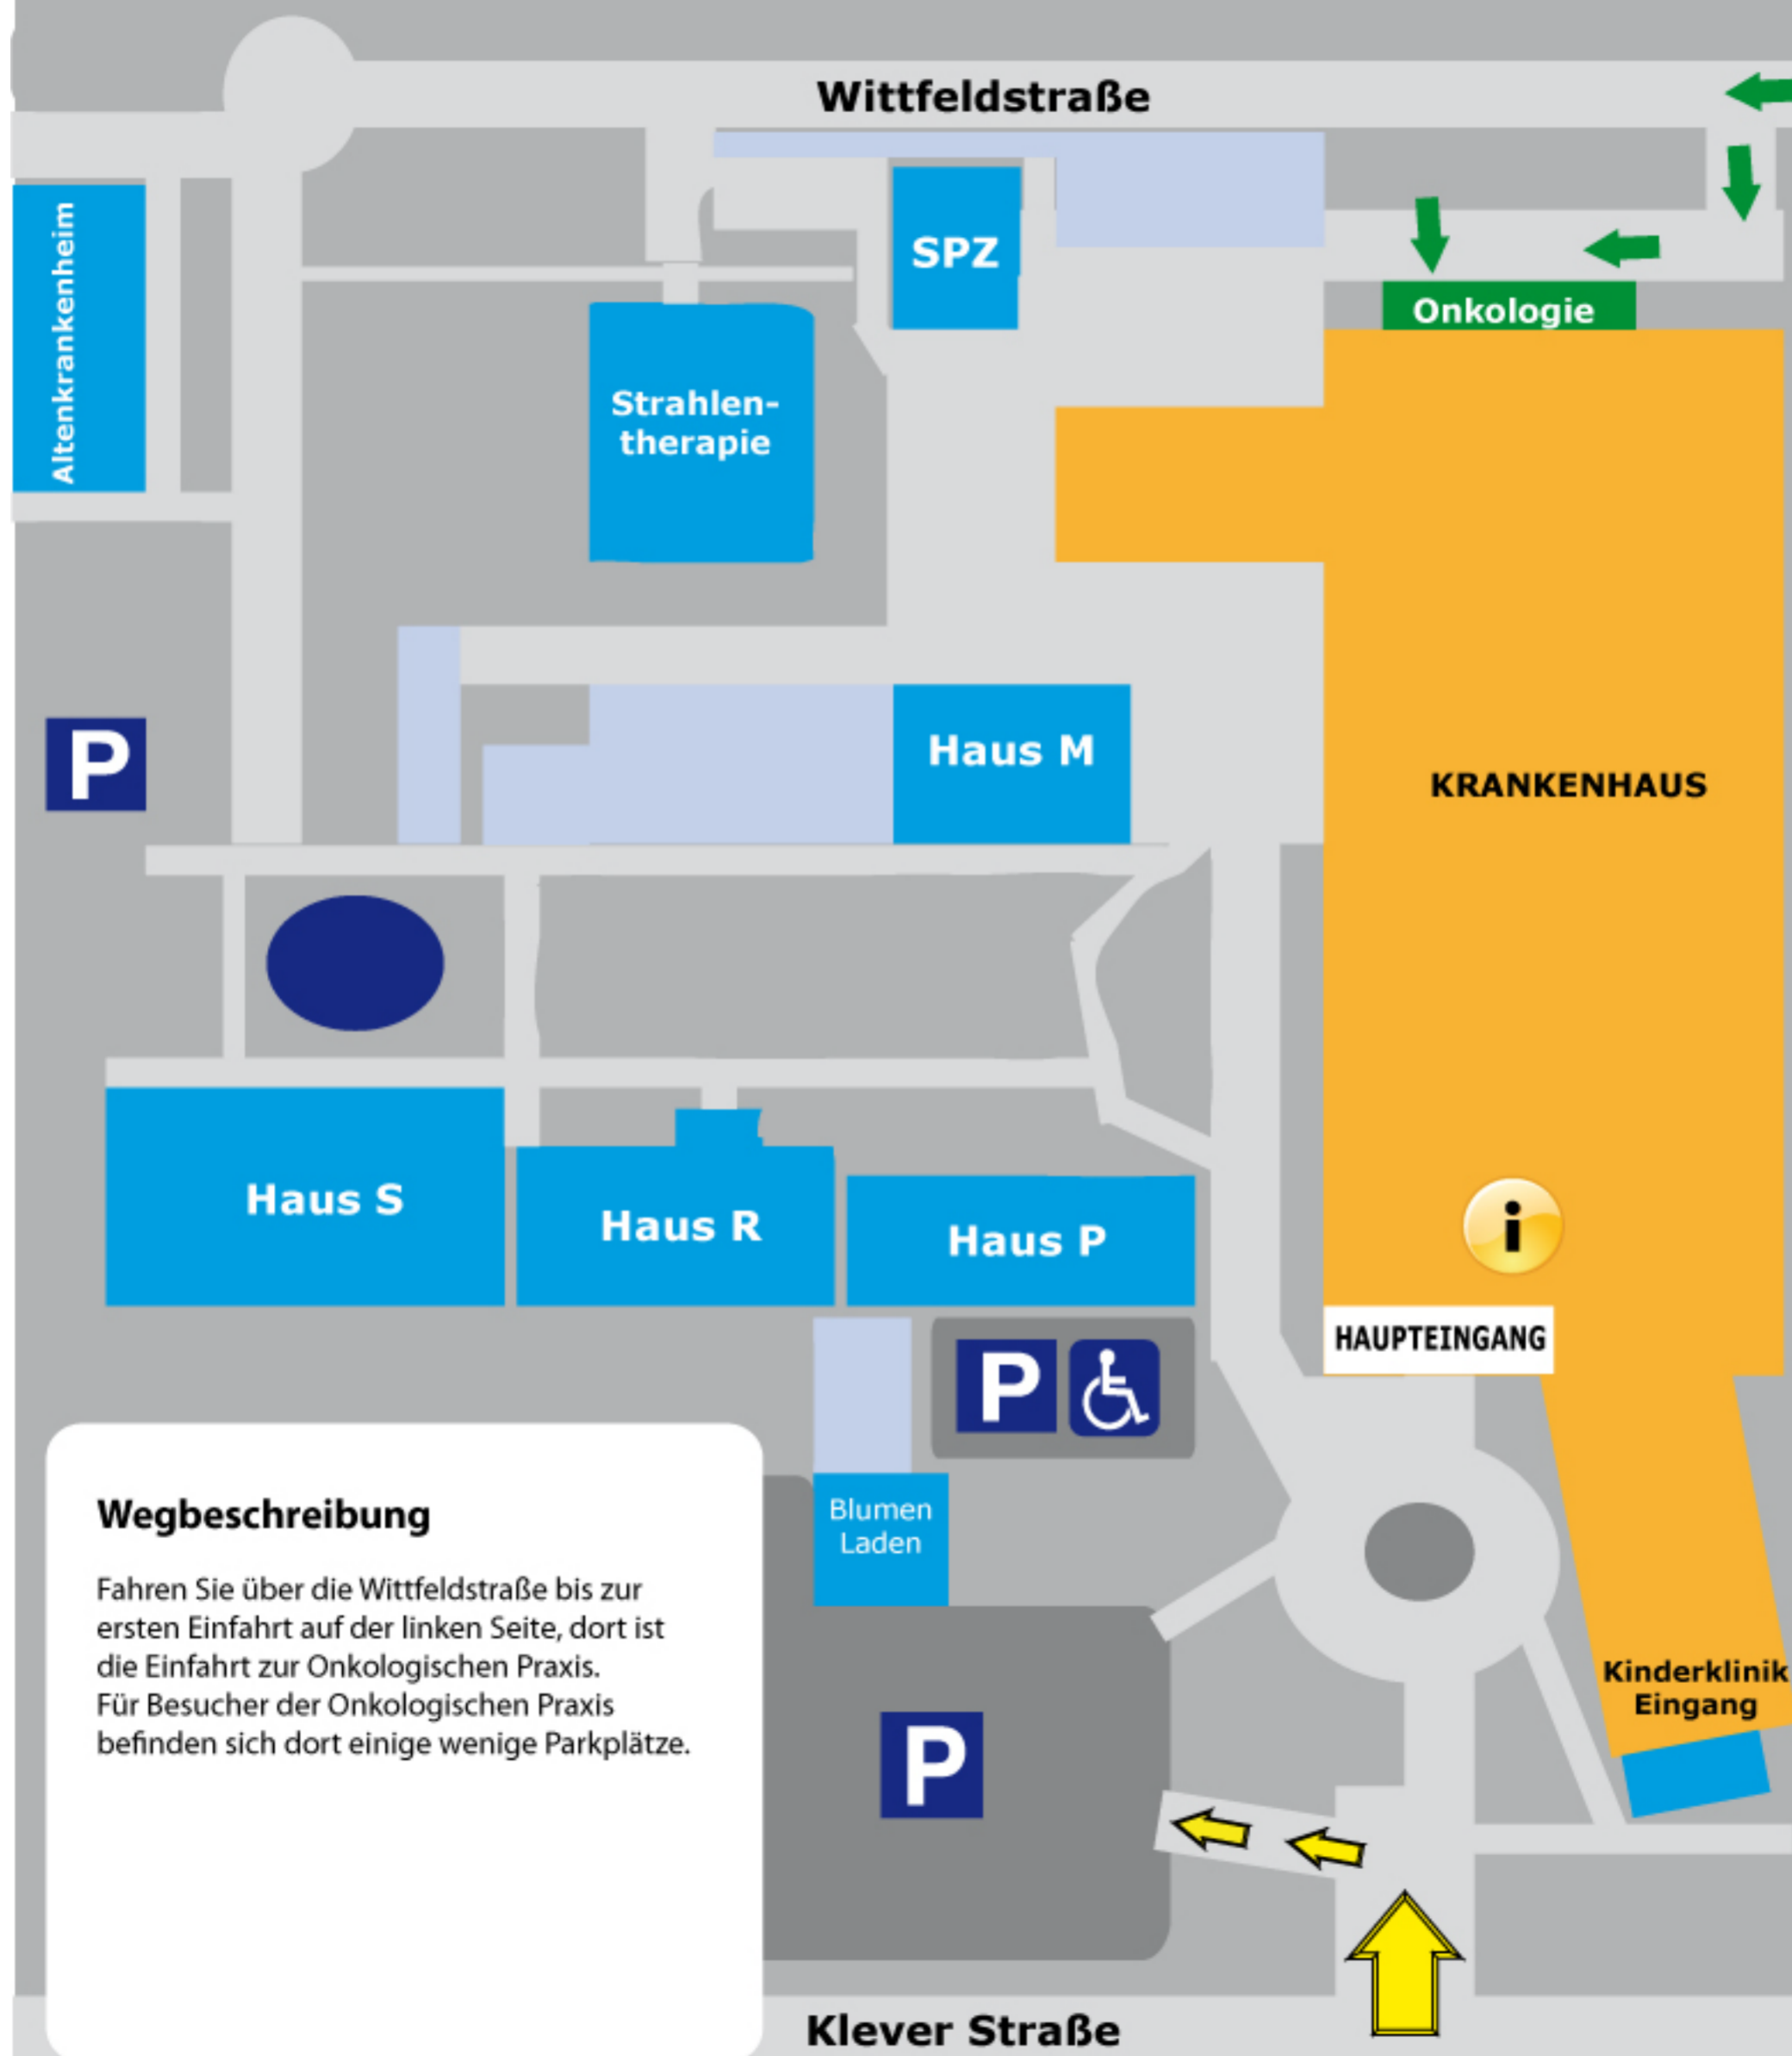 Wittfeldstraße
Altenkrankenheim
SPZ
Onkologie
Strahlen-
therapie
P
Haus M
KRANKENHAUS
Haus S
Haus R
Haus P
i
HAUPTEINGANG
P
Blumen
Laden
Wegbeschreibung
Fahren Sie über die Wittfeldstraße bis zur
ersten Einfahrt auf der linken Seite, dort ist
die Einfahrt zur Onkologischen Praxis.
Für Besucher der Onkologischen Praxis
befinden sich dort einige wenige Parkplätze.
Kinderklinik
Eingang
P
Klever Straße